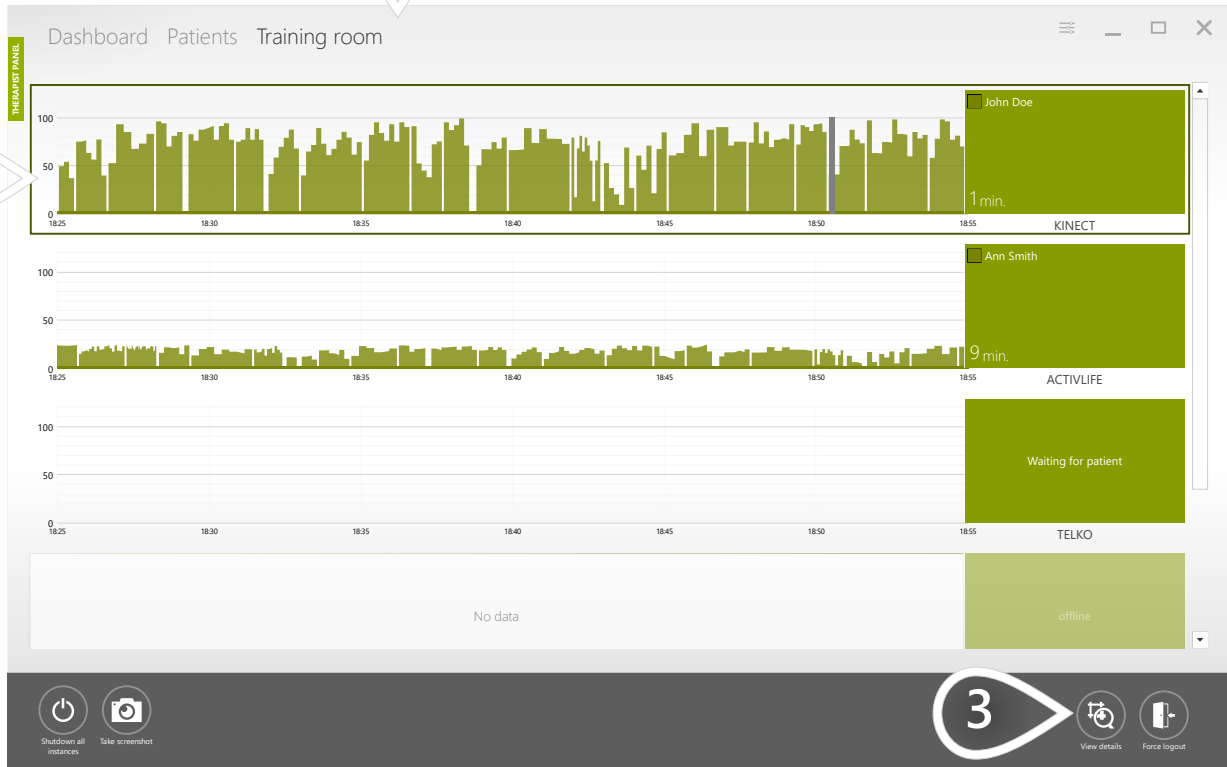 Dashboard Patients Training room
THERAPIST PANEL
John Doe
100
50
0
1 min.
18:25 18:30 18:35 18:40 18:45 18:50 18:55
KINECT
Ann Smith
100
50
0
9 min.
18:25 18:30 18:35 18:40 18:45 18:50 18:55
ACTIVLIFE
100
50
0
Waiting for patient
18:25 18:30 18:35 18:40 18:45 18:50 18:55
TELKO
No data
offline
3
Shutdown all
instances
Take screenshot
View details
Force logout